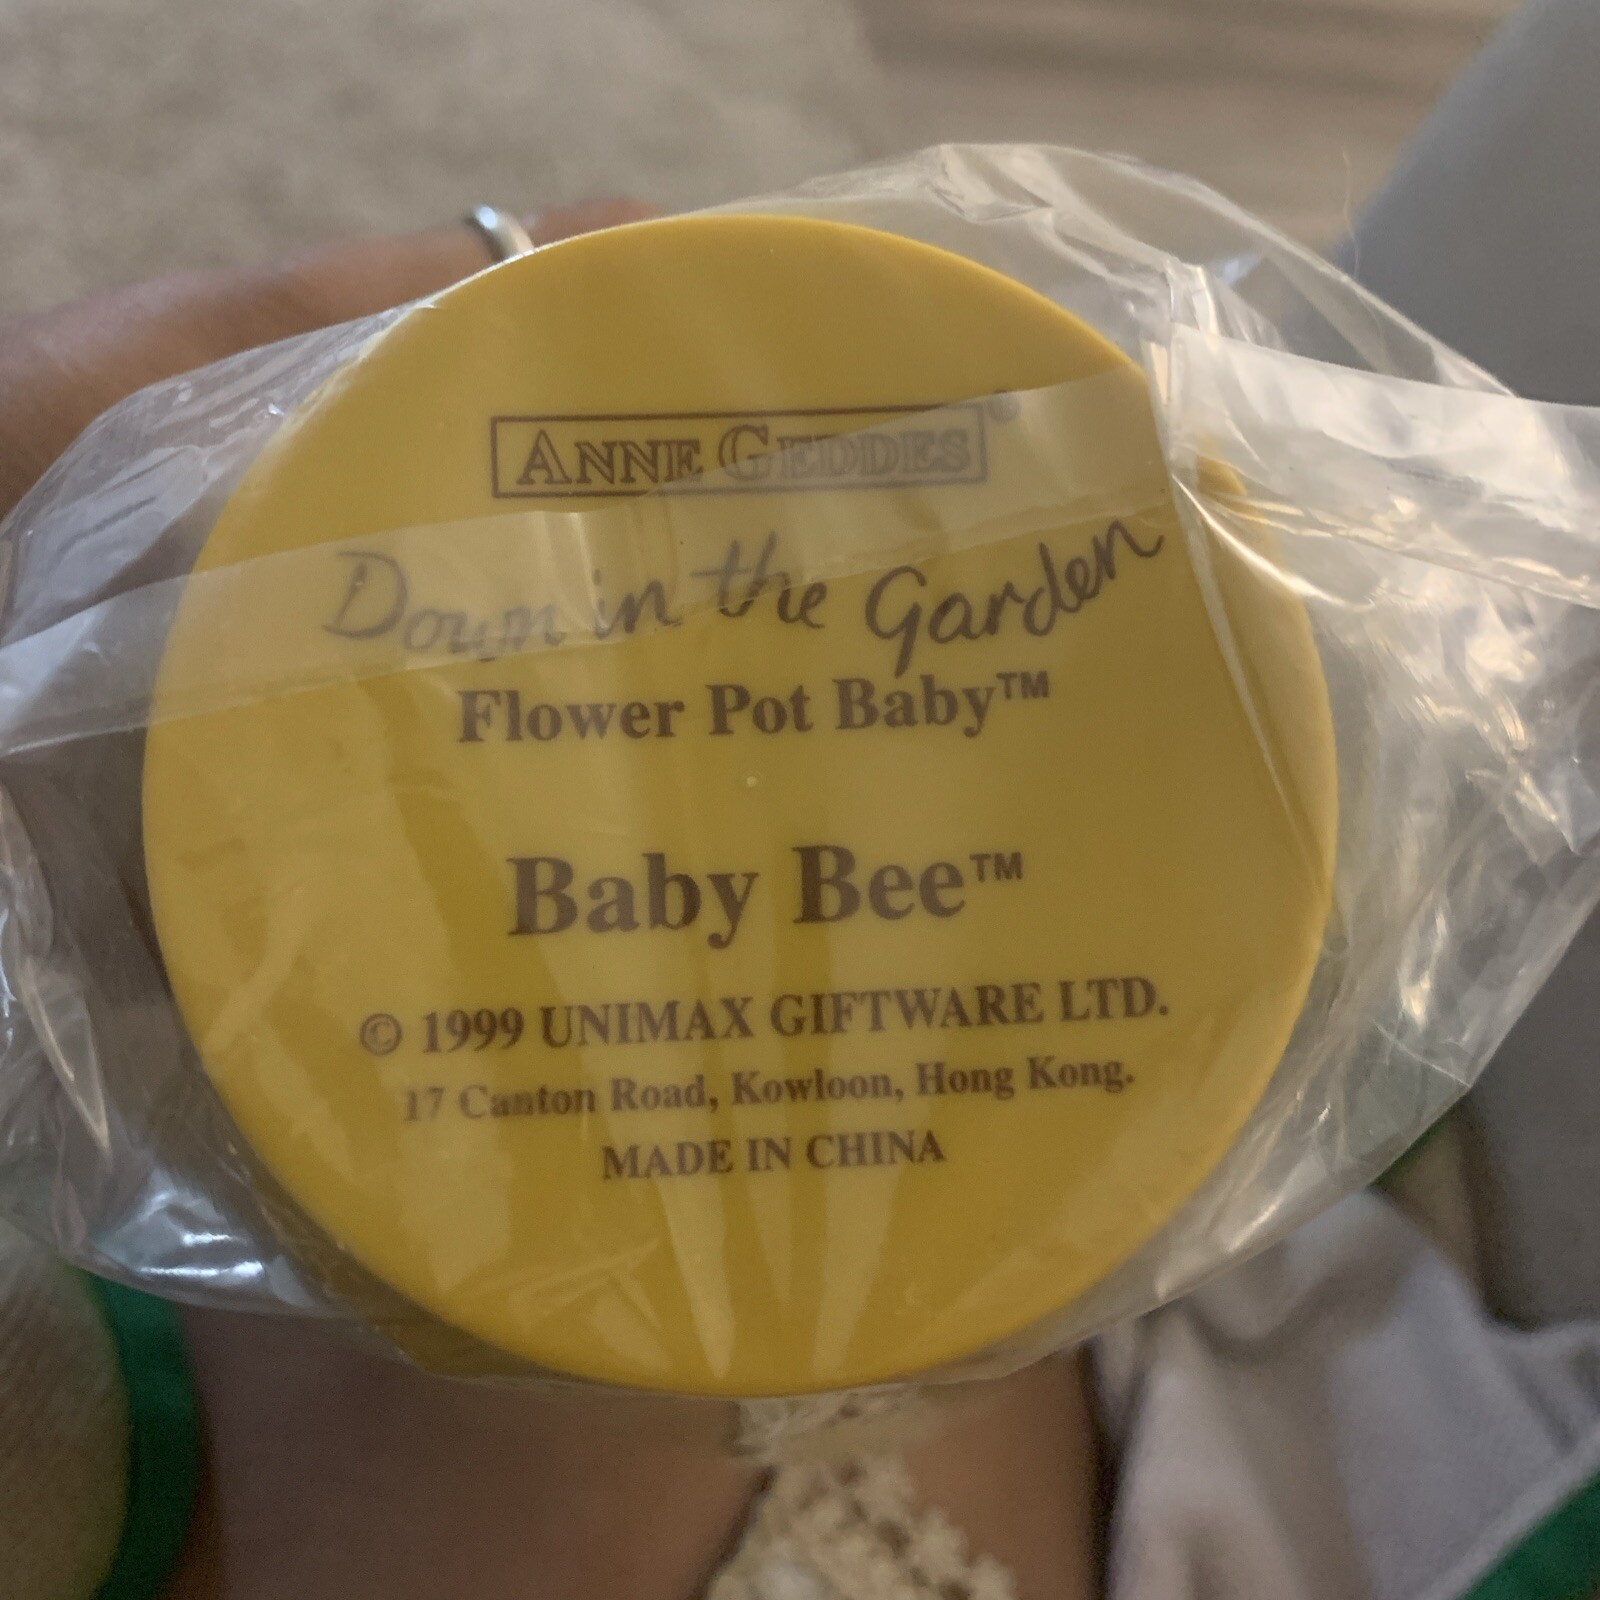 ANNE GEDDES®
Down in the Garden
Flower Pot Baby™
Baby Bee™
© 1999 UNIMAX GIFTWARE LTD.
17 Canton Road, Kowloon, Hong Kong.
MADE IN CHINA